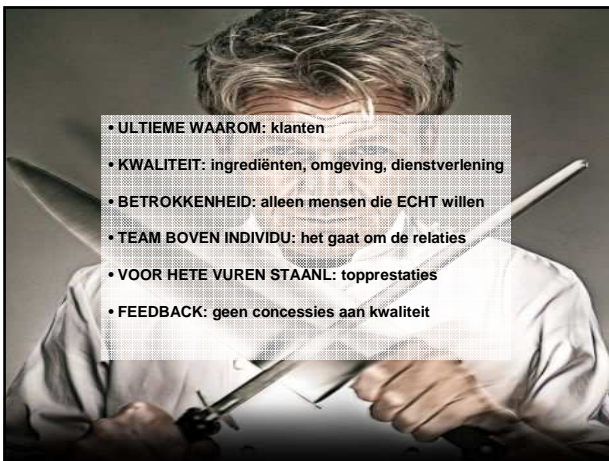 • ULTIEME WAAROM: klanten
• KWALITEIT: ingrediënten, omgeving, dienstverlening
• BETROKKENHEID: alleen mensen die ECHT willen
• TEAM BOVEN INDIVIDU: het gaat om de relaties
• VOOR HETE VUREN STAANL: topprestaties
• FEEDBACK: geen concessies aan kwaliteit